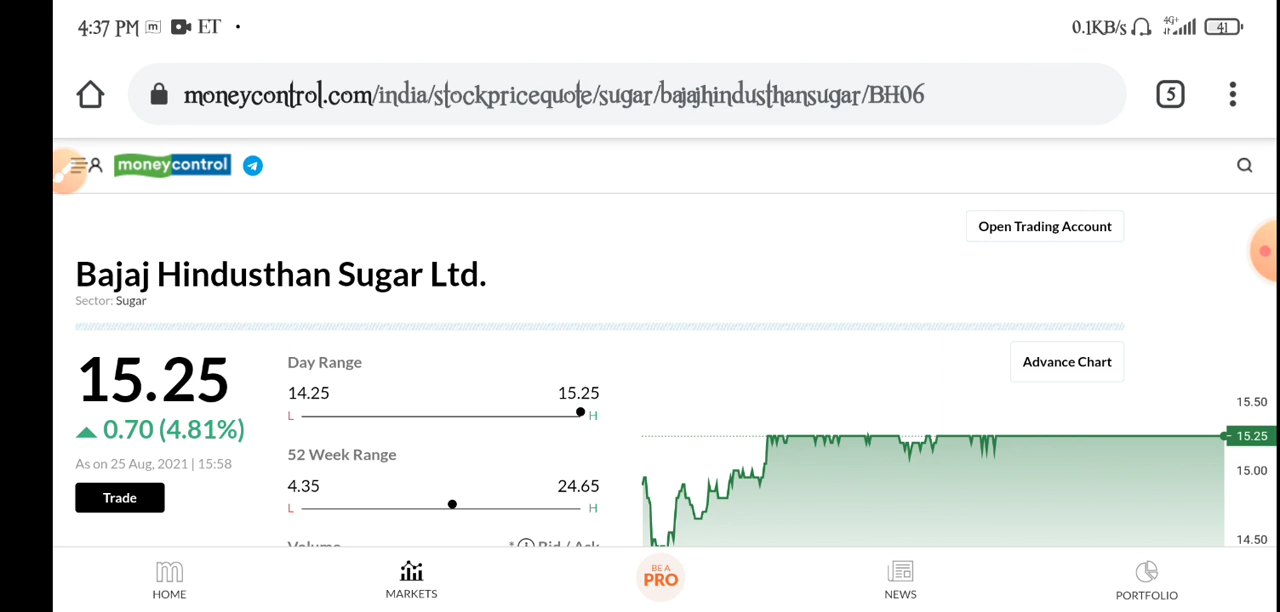 4:37 PM m ET •
0.1KB/s 4G+ 41
moneycontrol.com/india/stockpricequote/sugar/bajajhindusthansugar/BH06
5
moneycontrol
Open Trading Account
Bajaj Hindusthan Sugar Ltd.
Sector: Sugar
15.25
0.70 (4.81%)
As on 25 Aug, 2021 | 15:58
Trade
Day Range
14.25 15.25
L H
52 Week Range
4.35 24.65
L H
Volume * Bid / Ask
Advance Chart
15.50
15.25
15.00
14.50
HOME
MARKETS
BE A
PRO
NEWS
PORTFOLIO